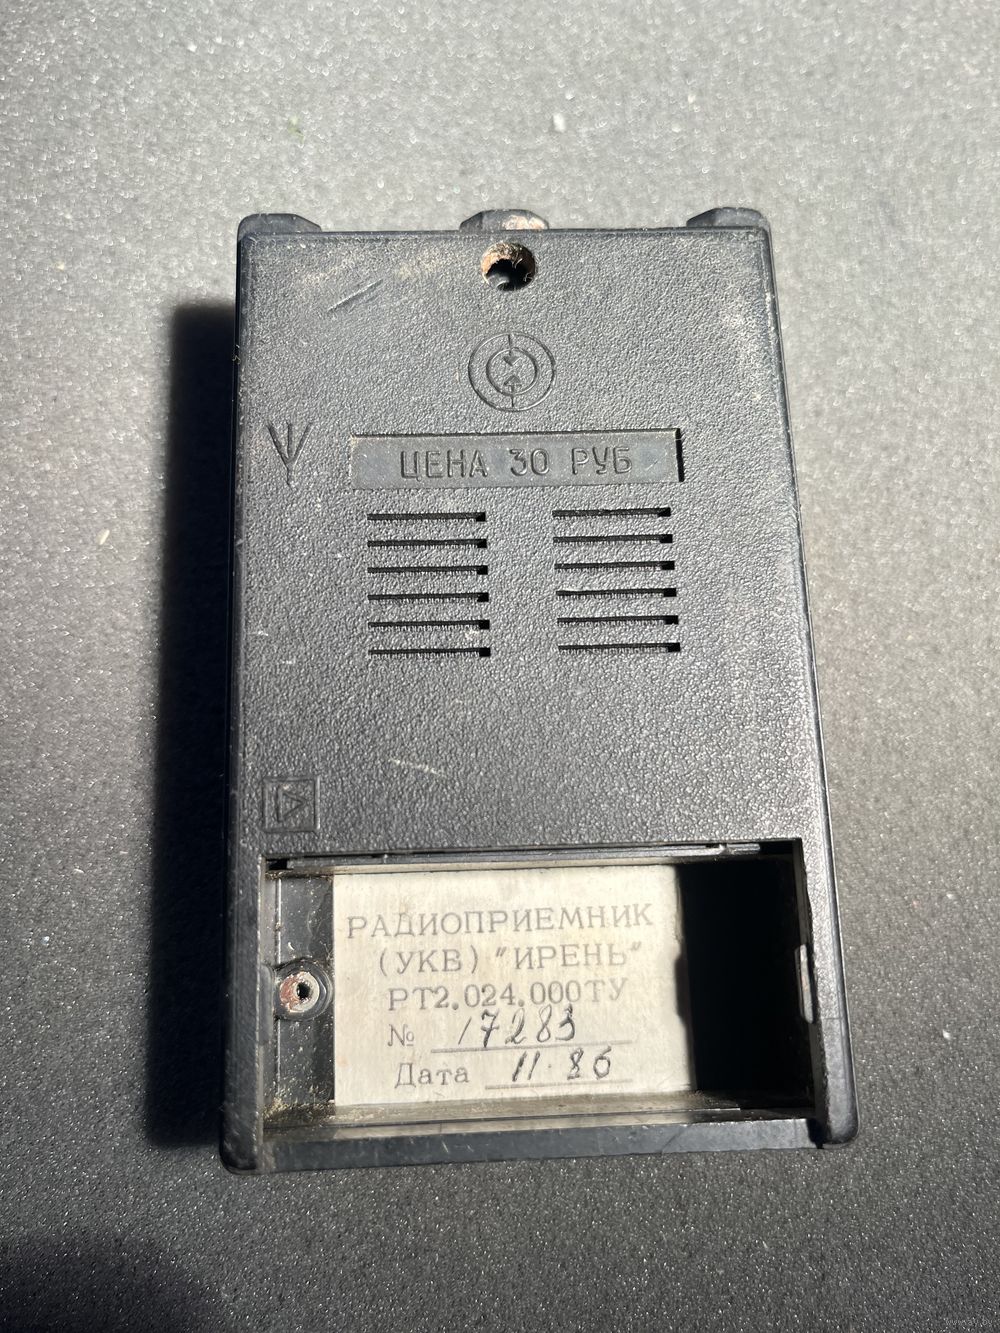 ЦЕНА 30 РУБ
РАДИОПРИЕМНИК
(УКВ) "ИРЕНЬ"
РТ2.024.000ТУ
№ 17283
Дата 11.86